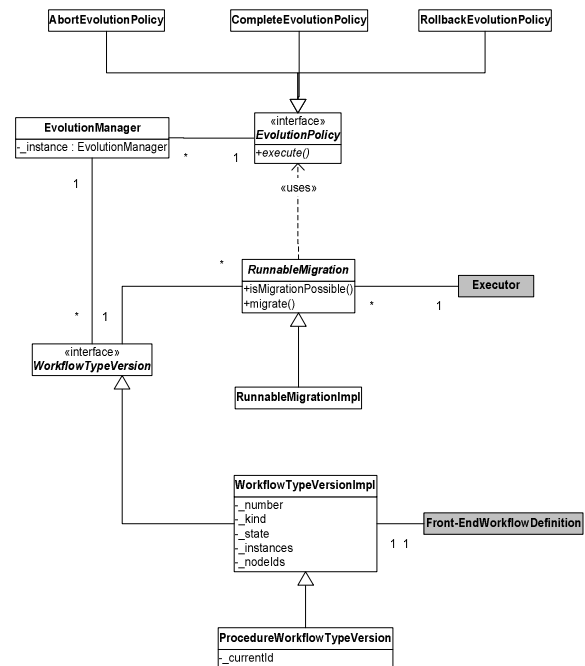 AbortEvolutionPolicy
CompleteEvolutionPolicy
RollbackEvolutionPolicy
EvolutionManager
-_instance : EvolutionManager
«interface»
EvolutionPolicy
+execute()
*
1
1
«uses»
*
RunnableMigration
+isMigrationPossible()
+migrate()
Executor
*
1
*
1
«interface»
WorkflowTypeVersion
RunnableMigrationImpl
WorkflowTypeVersionImpl
-_number
-_kind
-_state
-_instances
-_nodeIds
Front-EndWorkflowDefinition
1 1
ProcedureWorkflowTypeVersion
-_currentId